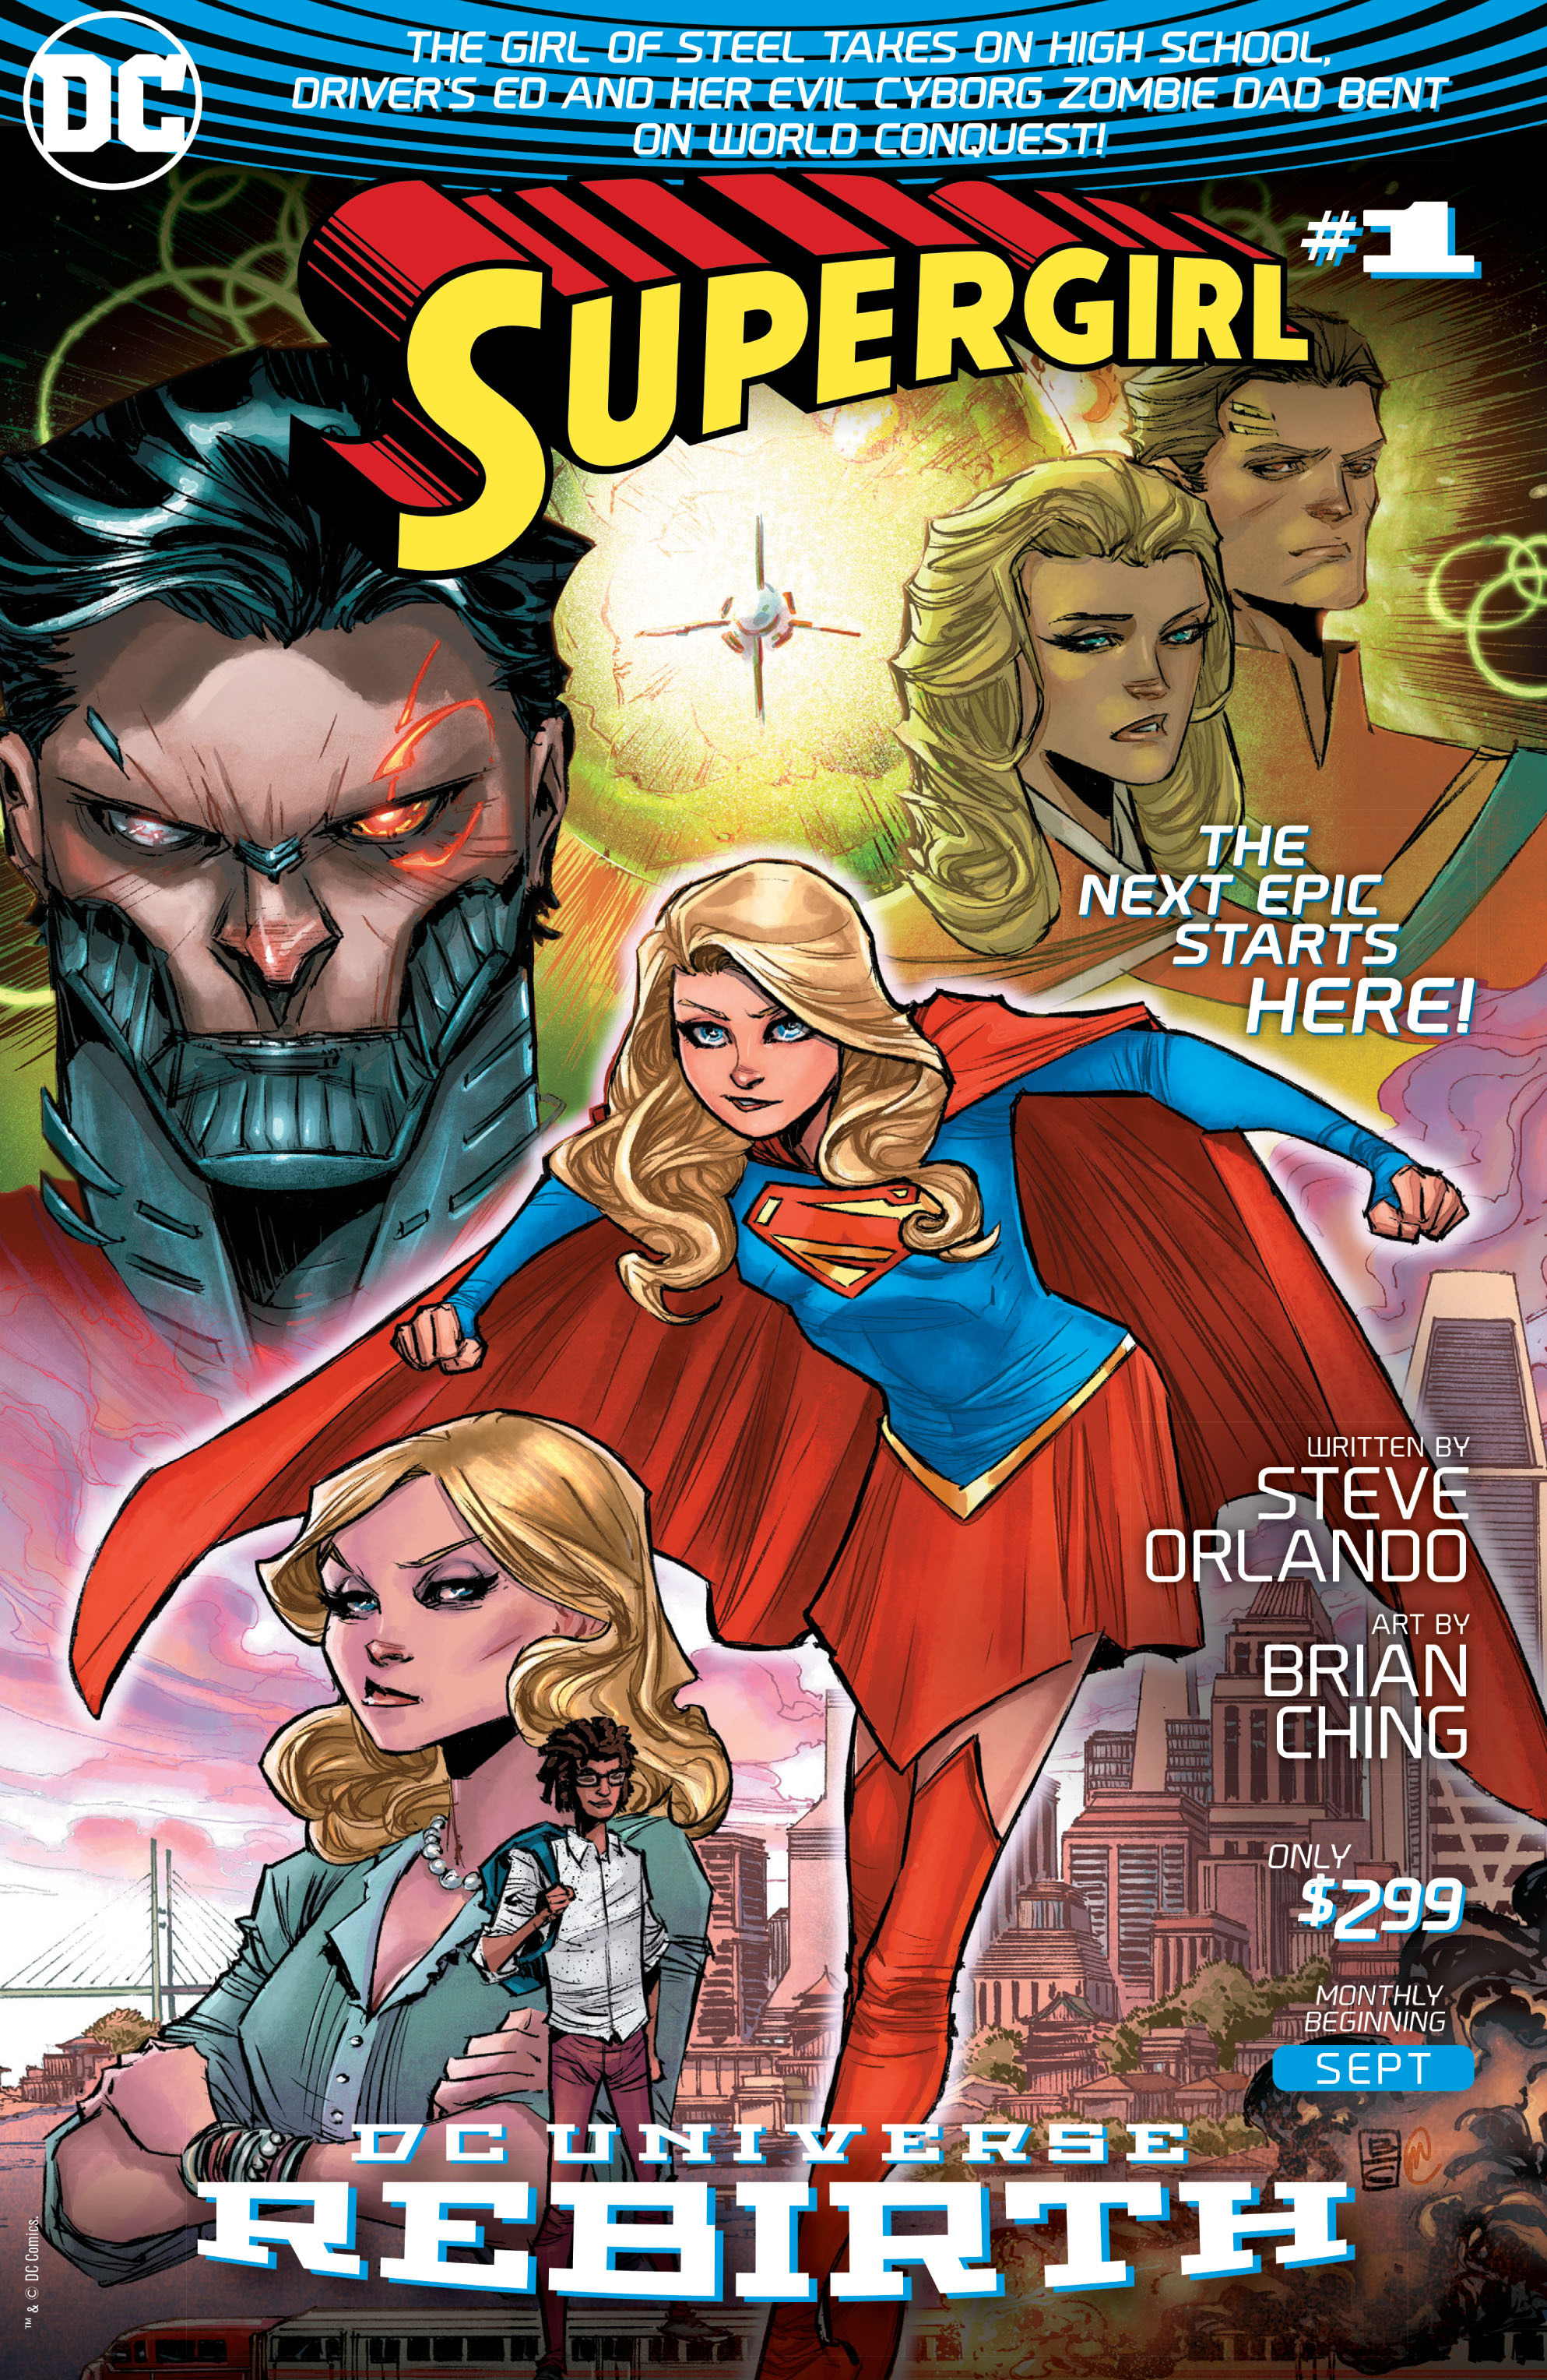 DC
THE GIRL OF STEEL TAKES ON HIGH SCHOOL,
DRIVER'S ED AND HER EVIL CYBORG ZOMBIE DAD BENT
ON WORLD CONQUEST!
SUPERGIRL
#1
THE
NEXT EPIC
STARTS
HERE!
WRITTEN BY
STEVE
ORLANDO
ART BY
BRIAN
CHING
ONLY
$299
MONTHLY
BEGINNING
SEPT
DC UNIVERSE
REBIRTH
™ & © DC Comics.